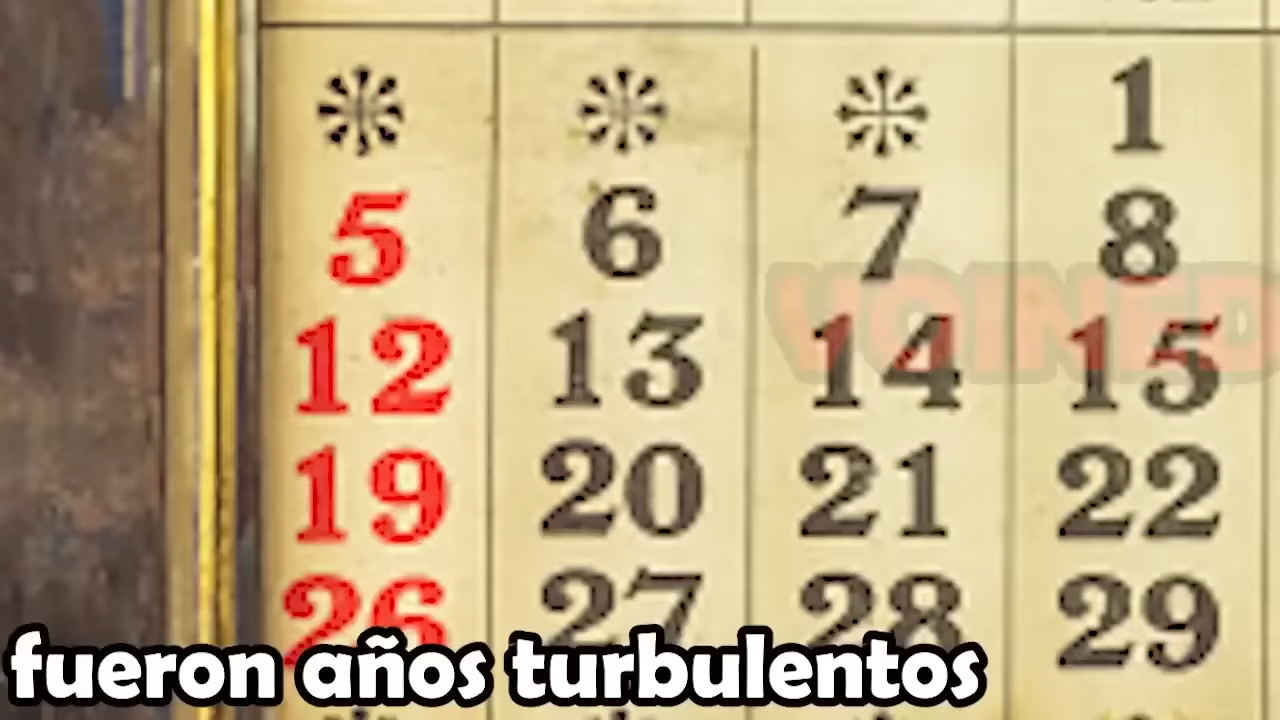 1
5 6 7 8
12 13 14 15
VOINED
19 20 21 22
26 27 28 29
fueron años turbulentos